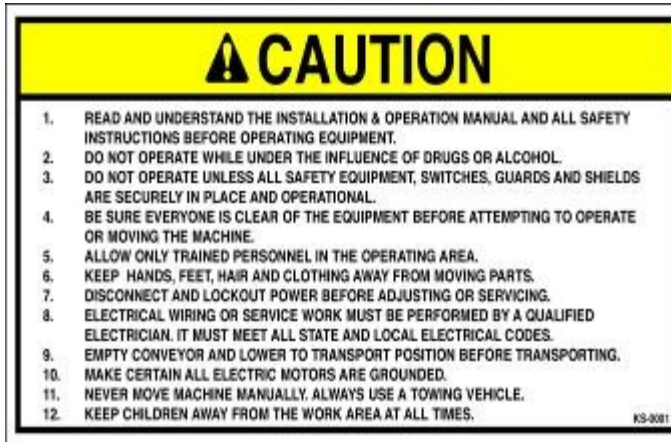 CAUTION
1. READ AND UNDERSTAND THE INSTALLATION & OPERATION MANUAL AND ALL SAFETY
INSTRUCTIONS BEFORE OPERATING EQUIPMENT.
2. DO NOT OPERATE WHILE UNDER THE INFLUENCE OF DRUGS OR ALCOHOL.
3. DO NOT OPERATE UNLESS ALL SAFETY EQUIPMENT, SWITCHES, GUARDS AND SHIELDS
ARE SECURELY IN PLACE AND OPERATIONAL.
4. BE SURE EVERYONE IS CLEAR OF THE EQUIPMENT BEFORE ATTEMPTING TO OPERATE
OR MOVING THE MACHINE.
5. ALLOW ONLY TRAINED PERSONNEL IN THE OPERATING AREA.
6. KEEP HANDS, FEET, HAIR AND CLOTHING AWAY FROM MOVING PARTS.
7. DISCONNECT AND LOCKOUT POWER BEFORE ADJUSTING OR SERVICING.
8. ELECTRICAL WIRING OR SERVICE WORK MUST BE PERFORMED BY A QUALIFIED
ELECTRICIAN. IT MUST MEET ALL STATE AND LOCAL ELECTRICAL CODES.
9. EMPTY CONVEYOR AND LOWER TO TRANSPORT POSITION BEFORE TRANSPORTING.
10. MAKE CERTAIN ALL ELECTRIC MOTORS ARE GROUNDED.
11. NEVER MOVE MACHINE MANUALLY. ALWAYS USE A TOWING VEHICLE.
12. KEEP CHILDREN AWAY FROM THE WORK AREA AT ALL TIMES.
KS-0001